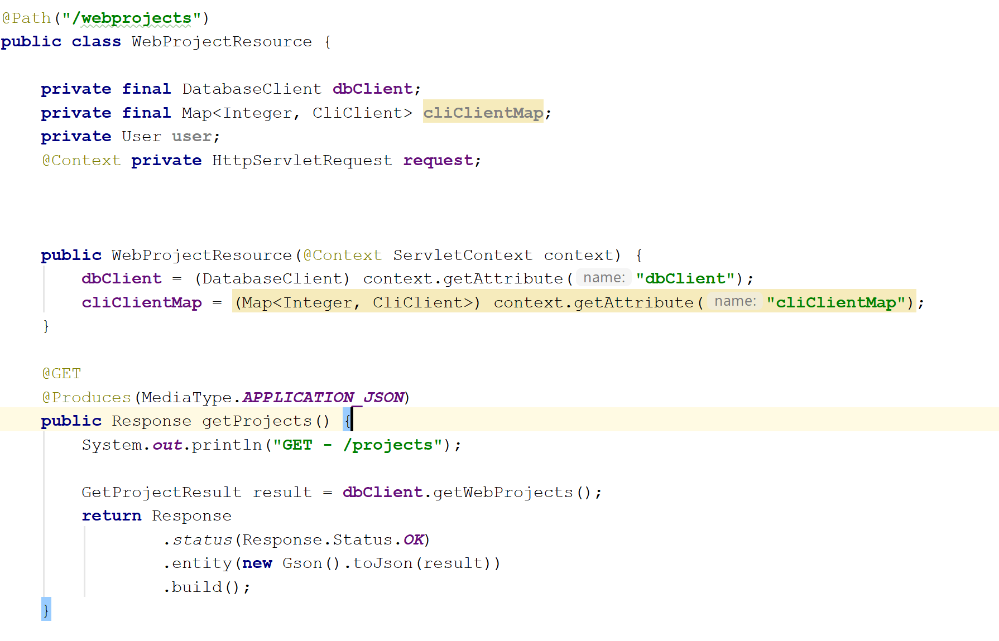 @Path("/webprojects")
public class WebProjectResource {
private final DatabaseClient dbClient;
private final Map<Integer, CliClient> cliClientMap;
private User user;
@Context private HttpServletRequest request;
public WebProjectResource(@Context ServletContext context) {
dbClient = (DatabaseClient) context.getAttribute( name: "dbClient");
cliClientMap = (Map<Integer, CliClient>) context.getAttribute( name: "cliClientMap");
}
@GET
@Produces(MediaType.APPLICATION_JSON)
public Response getProjects() {
System.out.println("GET - /projects");
GetProjectResult result = dbClient.getWebProjects();
return Response
.status(Response.Status.OK)
.entity(new Gson().toJson(result))
.build();
}